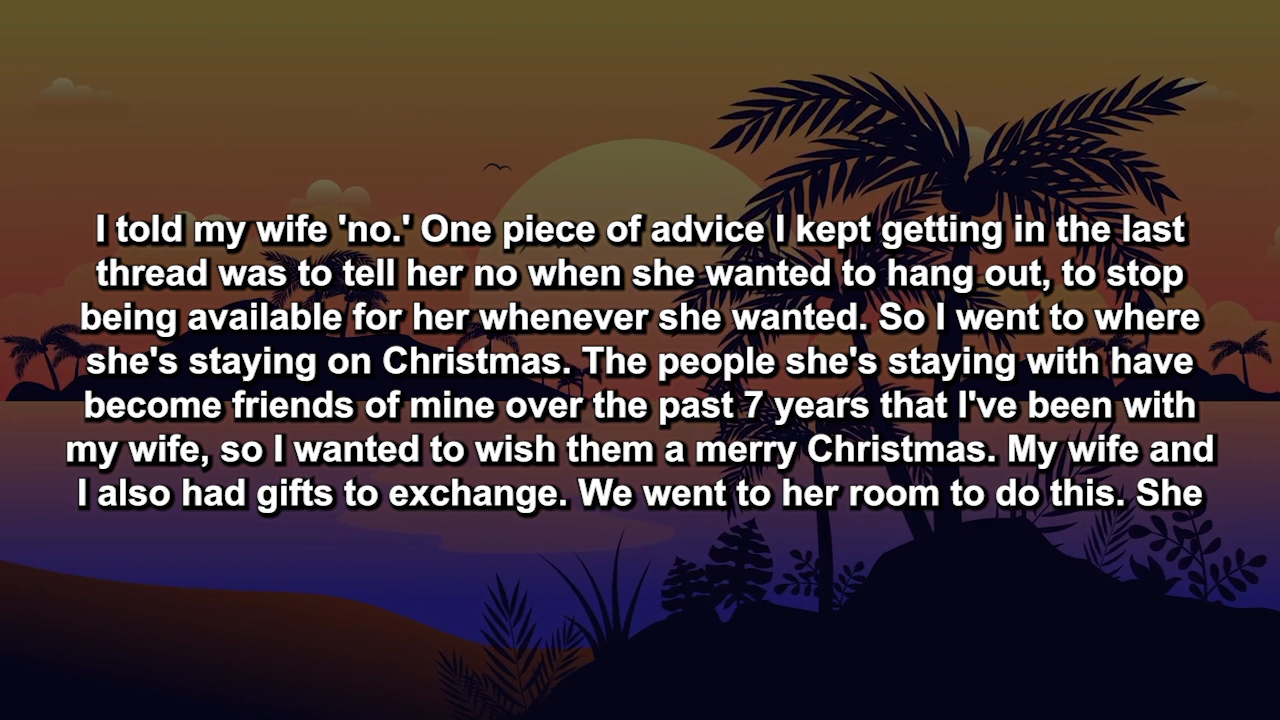 I told my wife 'no.' One piece of advice I kept getting in the last
thread was to tell her no when she wanted to hang out, to stop
being available for her whenever she wanted. So I went to where
she's staying on Christmas. The people she's staying with have
become friends of mine over the past 7 years that I've been with
my wife, so I wanted to wish them a merry Christmas. My wife and
I also had gifts to exchange. We went to her room to do this. She